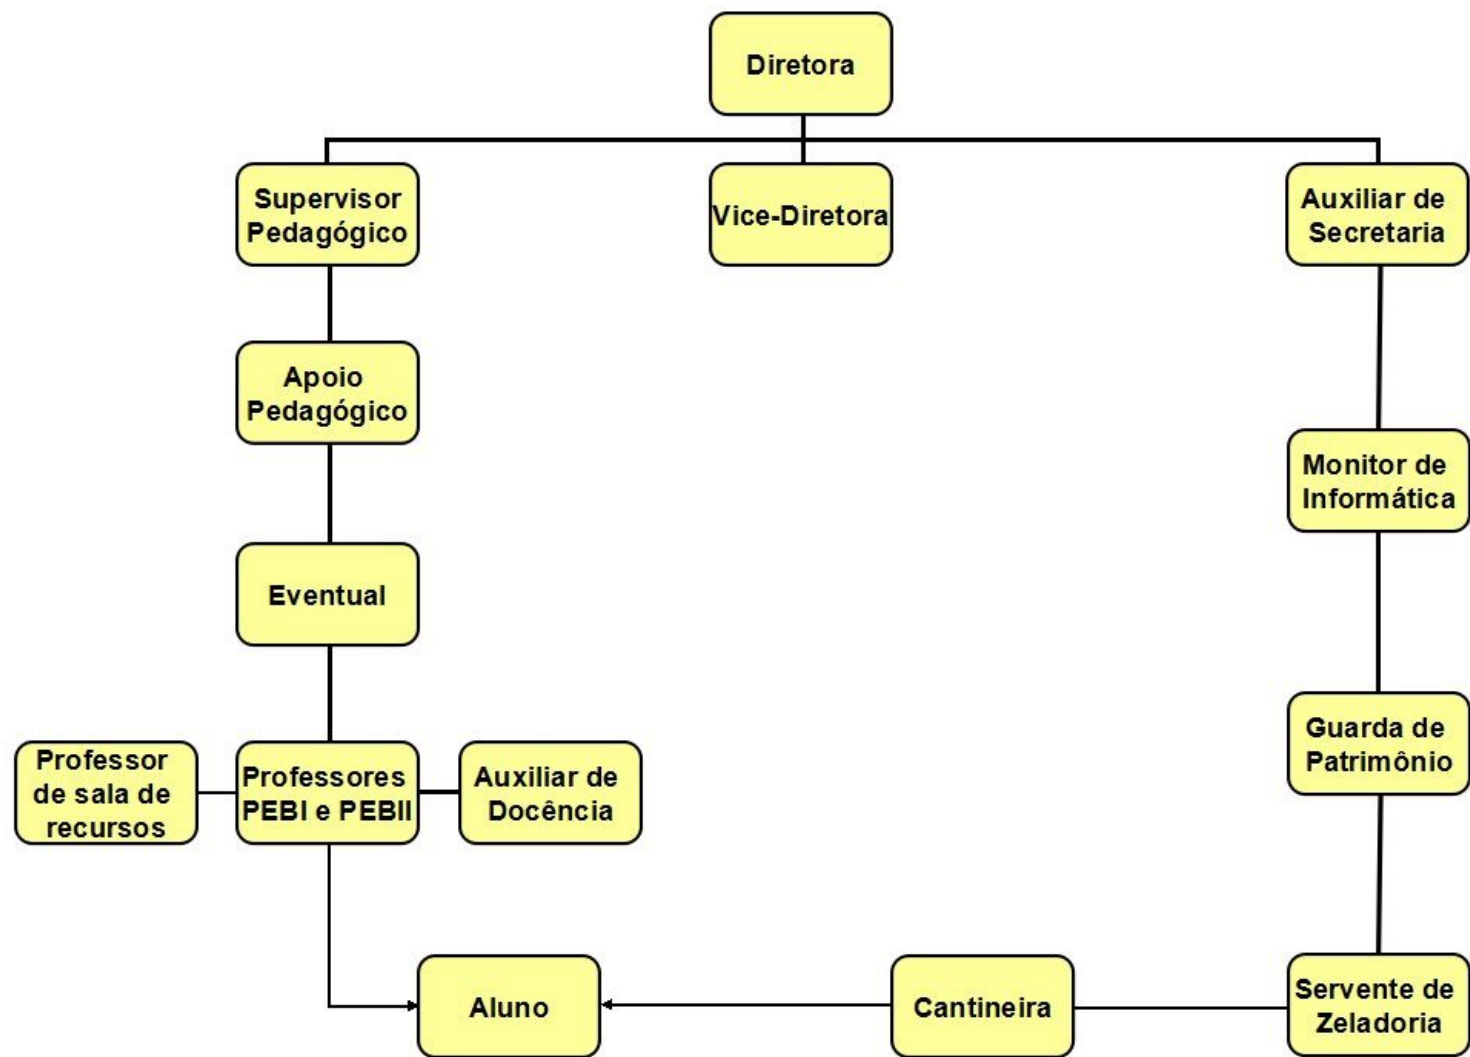 Diretora
Supervisor
Pedagógico
Vice-Diretora
Auxiliar de
Secretaria
Apoio
Pedagógico
Monitor de
Informática
Eventual
Guarda de
Patrimônio
Professor
de sala de
recursos
Professores
PEBI e PEBII
Auxiliar de
Docência
Aluno
Cantineira
Servente de
Zeladoria